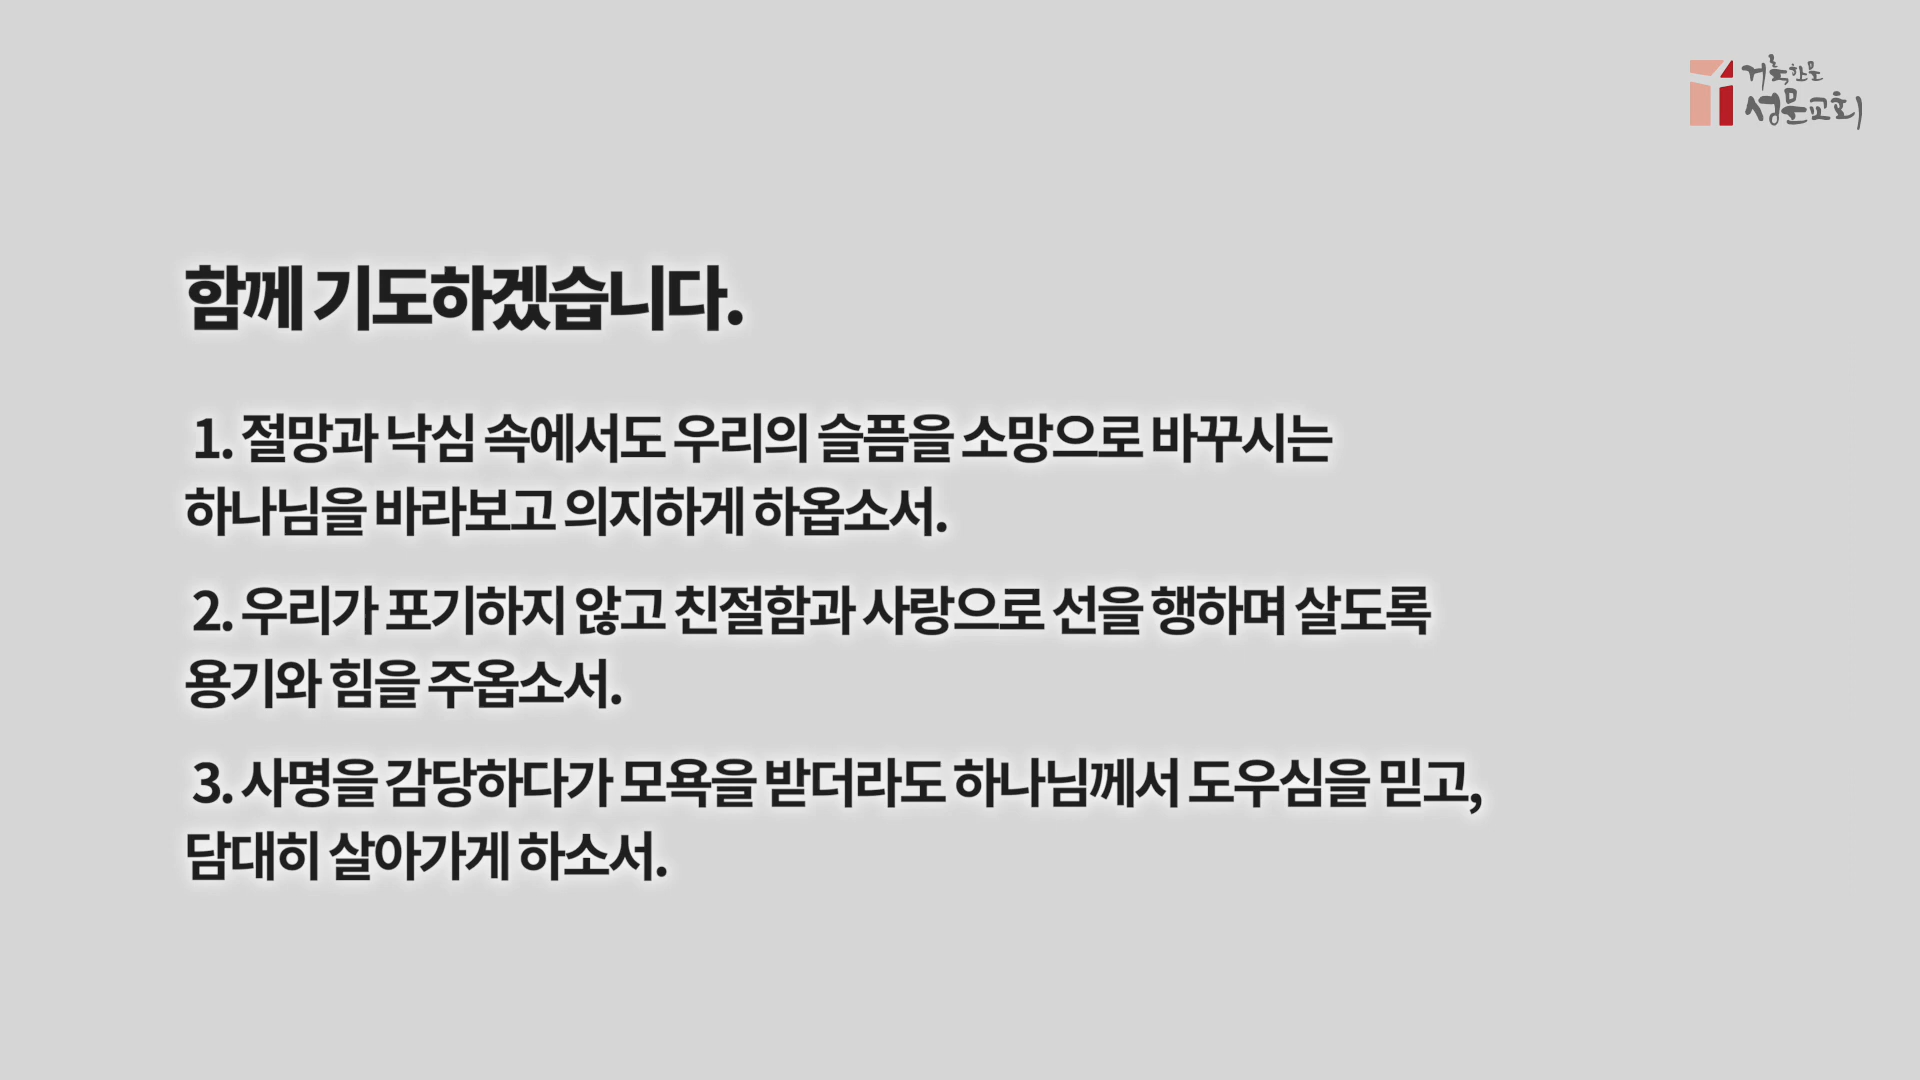 거룩한문
성문교회
함께 기도하겠습니다.
1. 절망과 낙심 속에서도 우리의 슬픔을 소망으로 바꾸시는
하나님을 바라보고 의지하게 하옵소서.
2. 우리가 포기하지 않고 친절함과 사랑으로 선을 행하며 살도록
용기와 힘을 주옵소서.
3. 사명을 감당하다가 모욕을 받더라도 하나님께서 도우심을 믿고,
담대히 살아가게 하소서.